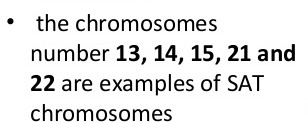 • the chromosomes
number 13, 14, 15, 21 and
22 are examples of SAT
chromosomes